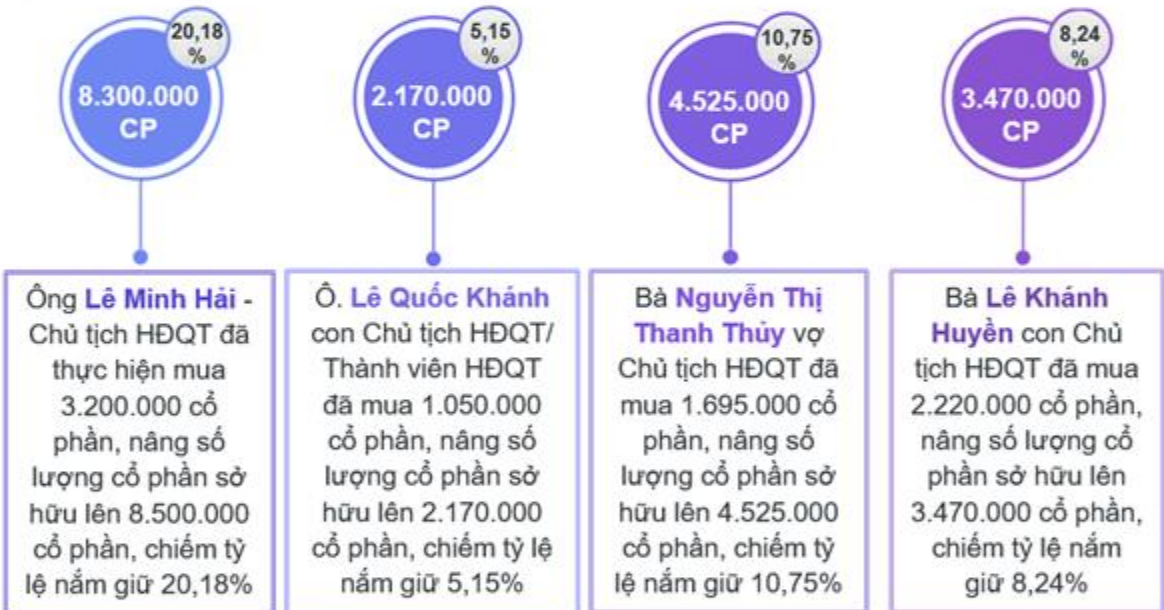 20,18
%
8.300.000
CP
5,15
%
2.170.000
CP
10,75
%
4.525.000
CP
8,24
%
3.470.000
CP
Ông Lê Minh Hải -
Chủ tịch HĐQT đã
thực hiện mua
3.200.000 cổ
phần, nâng số
lượng cổ phần sở
hữu lên 8.500.000
cổ phần, chiếm tỷ
lệ nắm giữ 20,18%
Ô. Lê Quốc Khánh
con Chủ tịch HĐQT/
Thành viên HĐQT
đã mua 1.050.000
cổ phần, nâng số
lượng cổ phần sở
hữu lên 2.170.000
cổ phần, chiếm tỷ lệ
nắm giữ 5,15%
Bà Nguyễn Thị
Thanh Thủy vợ
Chủ tịch HĐQT đã
mua 1.695.000 cổ
phần, nâng số
lượng cổ phần sở
hữu lên 4.525.000
cổ phần, chiếm tỷ
lệ nắm giữ 10,75%
Bà Lê Khánh
Huyền con Chủ
tịch HĐQT đã mua
2.220.000 cổ phần,
nâng số lượng cổ
phần sở hữu lên
3.470.000 cổ phần,
chiếm tỷ lệ nắm
giữ 8,24%